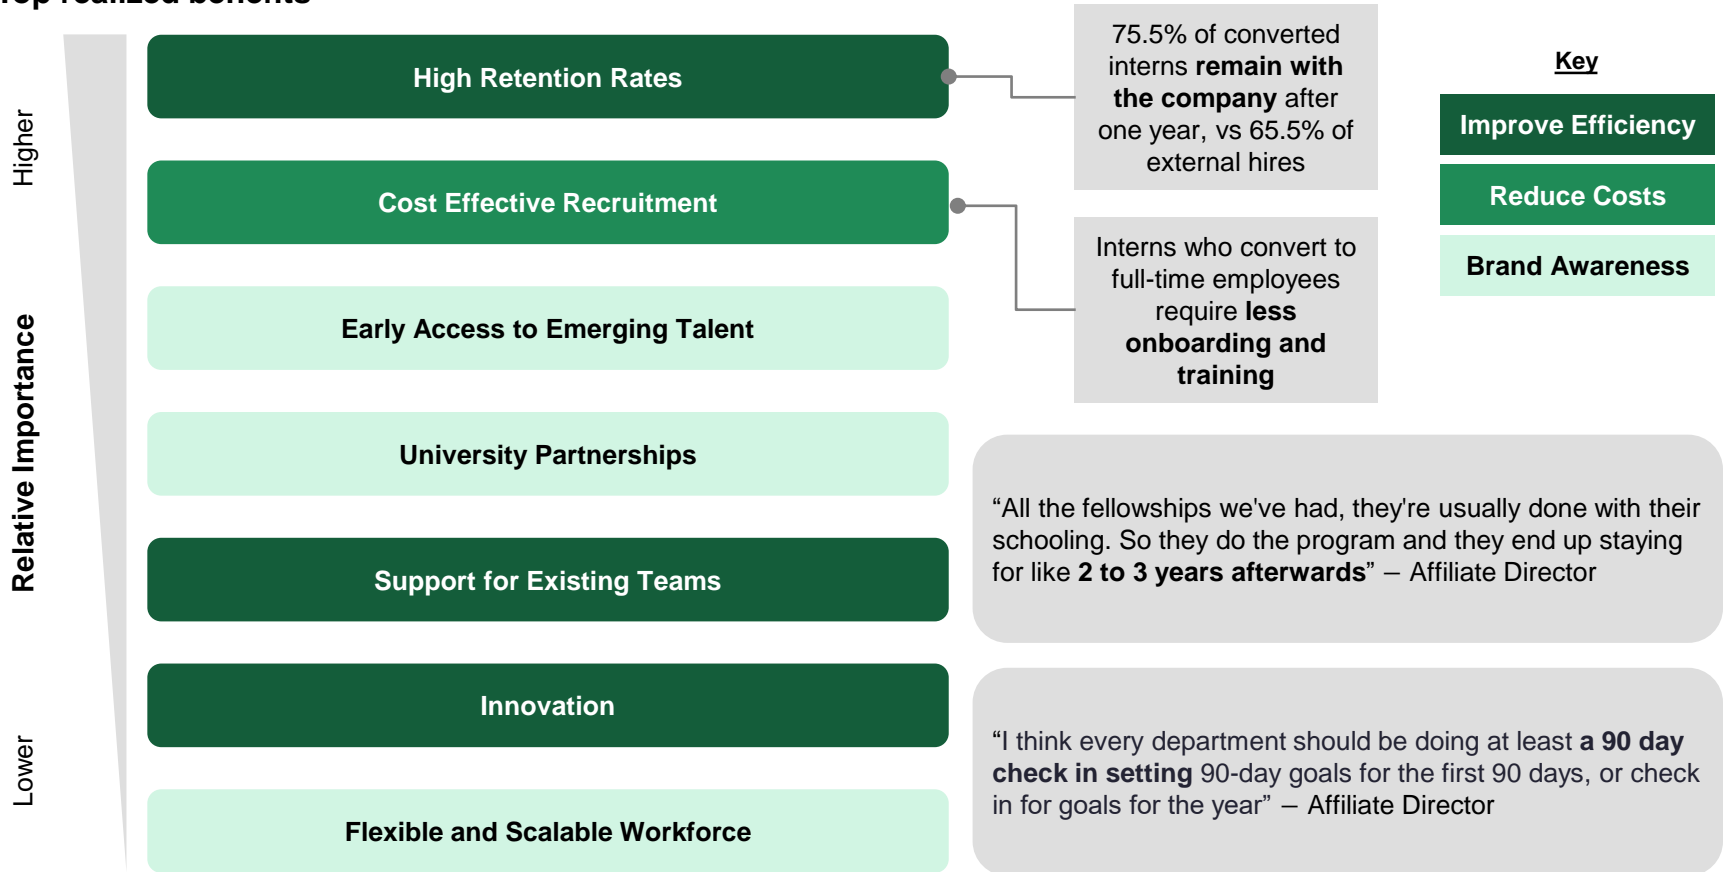 Top realized benefits
Higher
Relative Importance
Lower
High Retention Rates
Cost Effective Recruitment
Early Access to Emerging Talent
University Partnerships
Support for Existing Teams
Innovation
Flexible and Scalable Workforce
75.5% of converted
interns remain with
the company after
one year, vs 65.5% of
external hires
Interns who convert to
full-time employees
require less
onboarding and
training
Key
Improve Efficiency
Reduce Costs
Brand Awareness
“All the fellowships we've had, they're usually done with their
schooling. So they do the program and they end up staying
for like 2 to 3 years afterwards” – Affiliate Director
“I think every department should be doing at least a 90 day
check in setting 90-day goals for the first 90 days, or check
in for goals for the year” – Affiliate Director